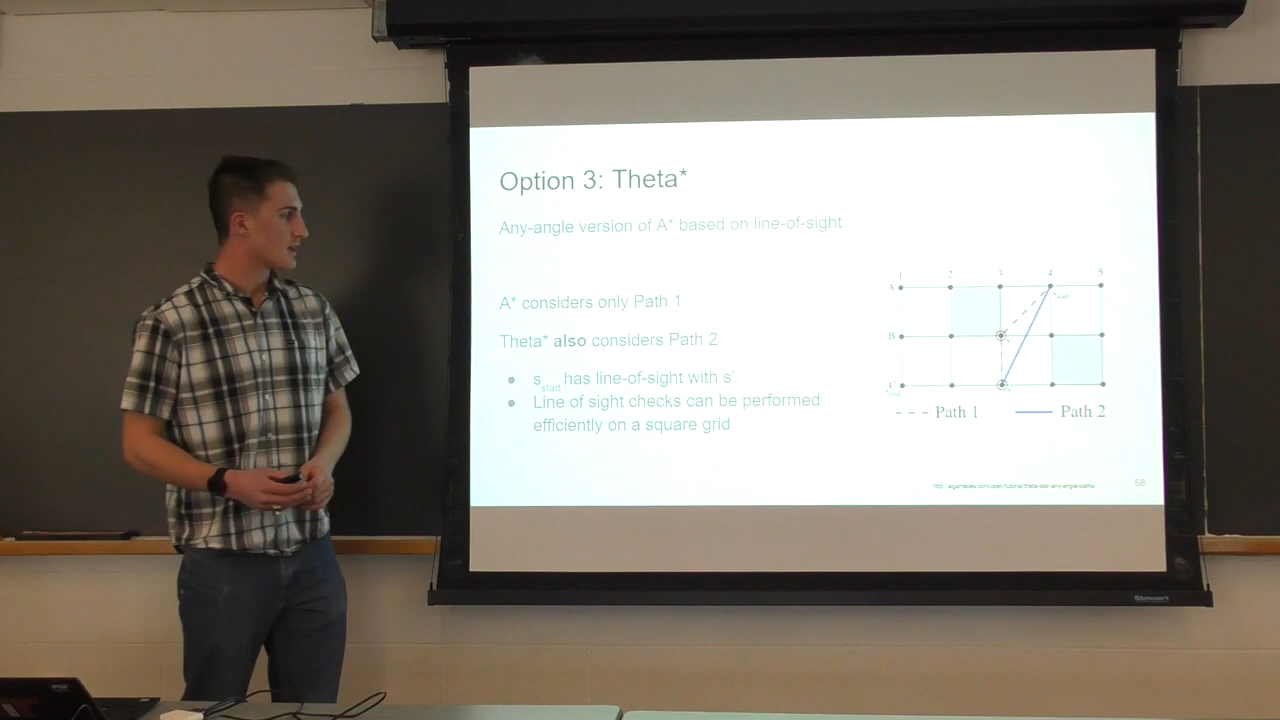 Option 3: Theta*
Any-angle version of A* based on line-of-sight
A* considers only Path 1
Theta* also considers Path 2
● s start has line-of-sight with s'
● Line of sight checks can be performed
efficiently on a square grid
1 2 3 4 5
A
B
C
Path 1 Path 2
68